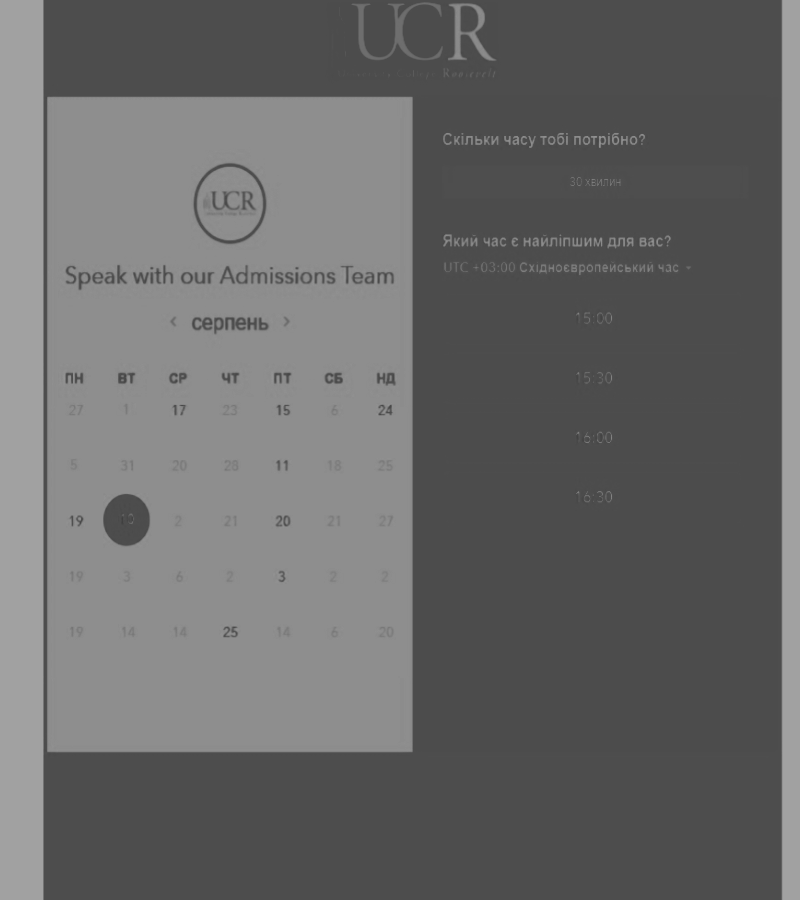 UCR
UCR
Speak with our Admissions Team
< серпень >
ПН ВТ СР ЧТ ПТ СБ НД
27 1 17 23 15 6 24
5 31 20 28 11 18 25
19 2 21 20 21 27
19 3 6 2 3 2 2
19 14 14 25 14 6 20
Скільки часу тобі потрібно?
30 хвилин
Який час є найліпшим для вас?
UTC +03:00 Східноєвропейський час
15:00
15:30
16:00
16:30